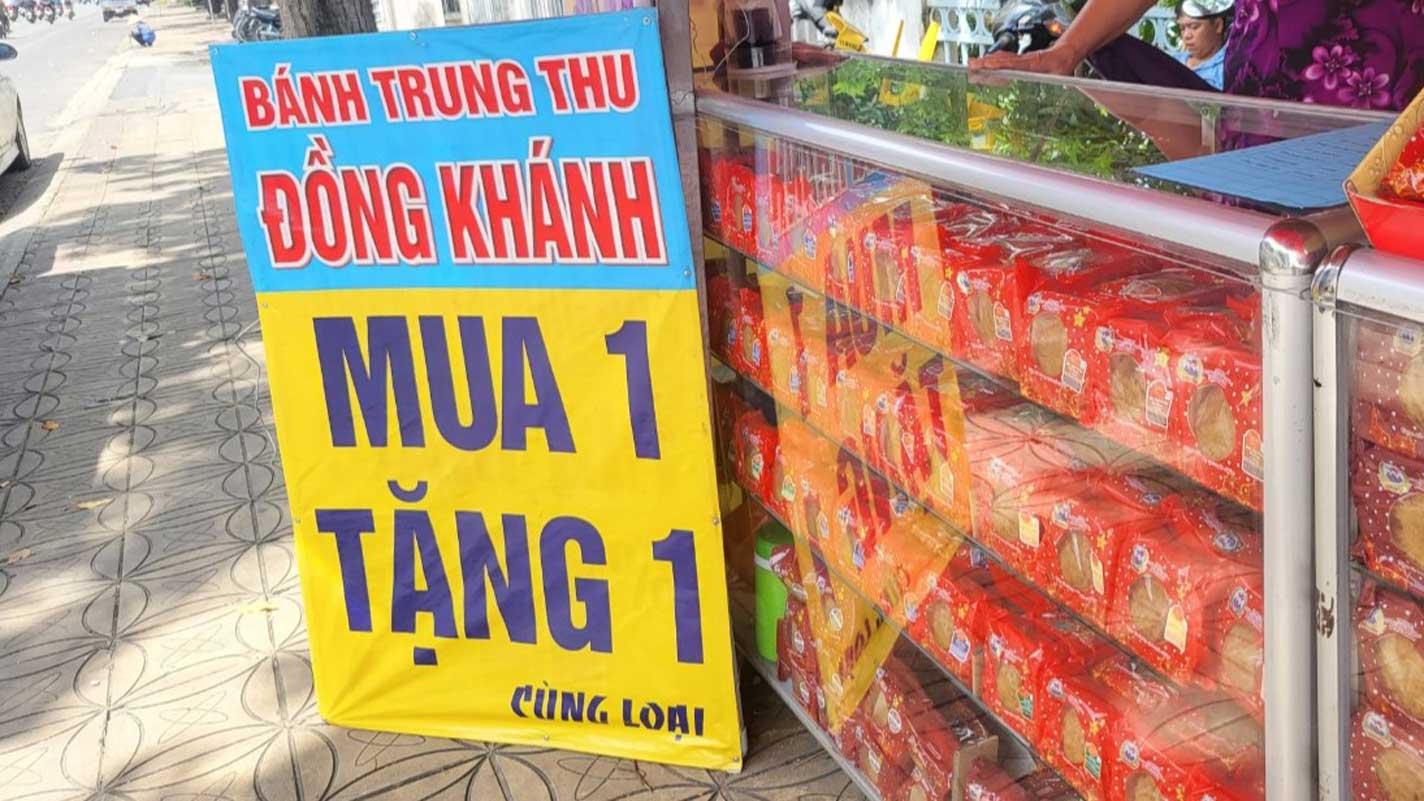 BÁNH TRUNG THU
ĐỒNG KHÁNH
MUA 1
TẶNG 1
CÙNG LOẠI